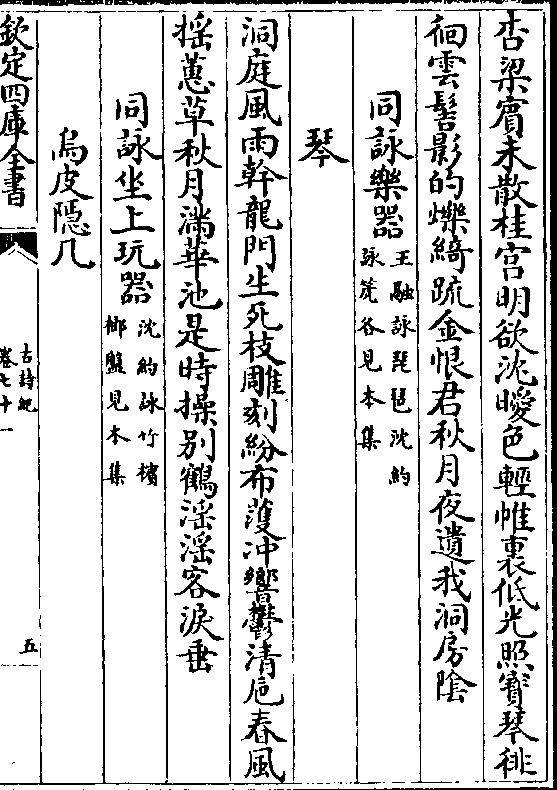 杏梁賔未散桂宫明欲沈曖色輕帷裏低光照寳琴徘
徊雲髻影的爍綺疏金恨君秋月夜遺我洞房隂
同詠樂器王融詠琵琶沈約
詠箎各見本集
琴
洞庭風雨幹龍門生死枝雕刻紛布濩冲響鬱清巵春風
揺蕙草秋月滿華池是時操别鶴淫淫客淚垂
同詠坐上玩器沈約詠竹檳
榔盤見本集
烏皮隱几
欽定四庫全書
古詩紀
卷七十一
五